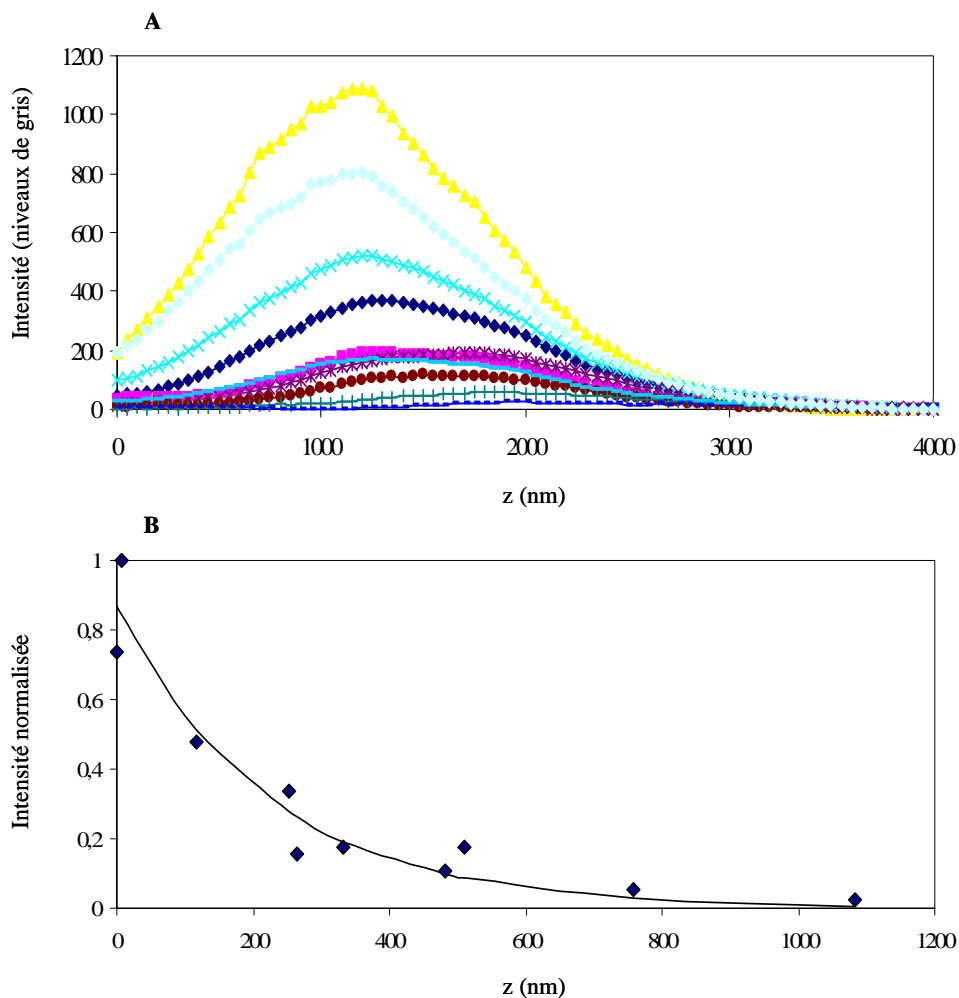 A
1200
1000
800
600
400
200
0
Intensité (niveaux de gris)
0 1000 2000 3000 4000
z (nm)
B
1
0,8
0,6
0,4
0,2
0
Intensité normalisée
0 200 400 600 800 1000 1200
z (nm)